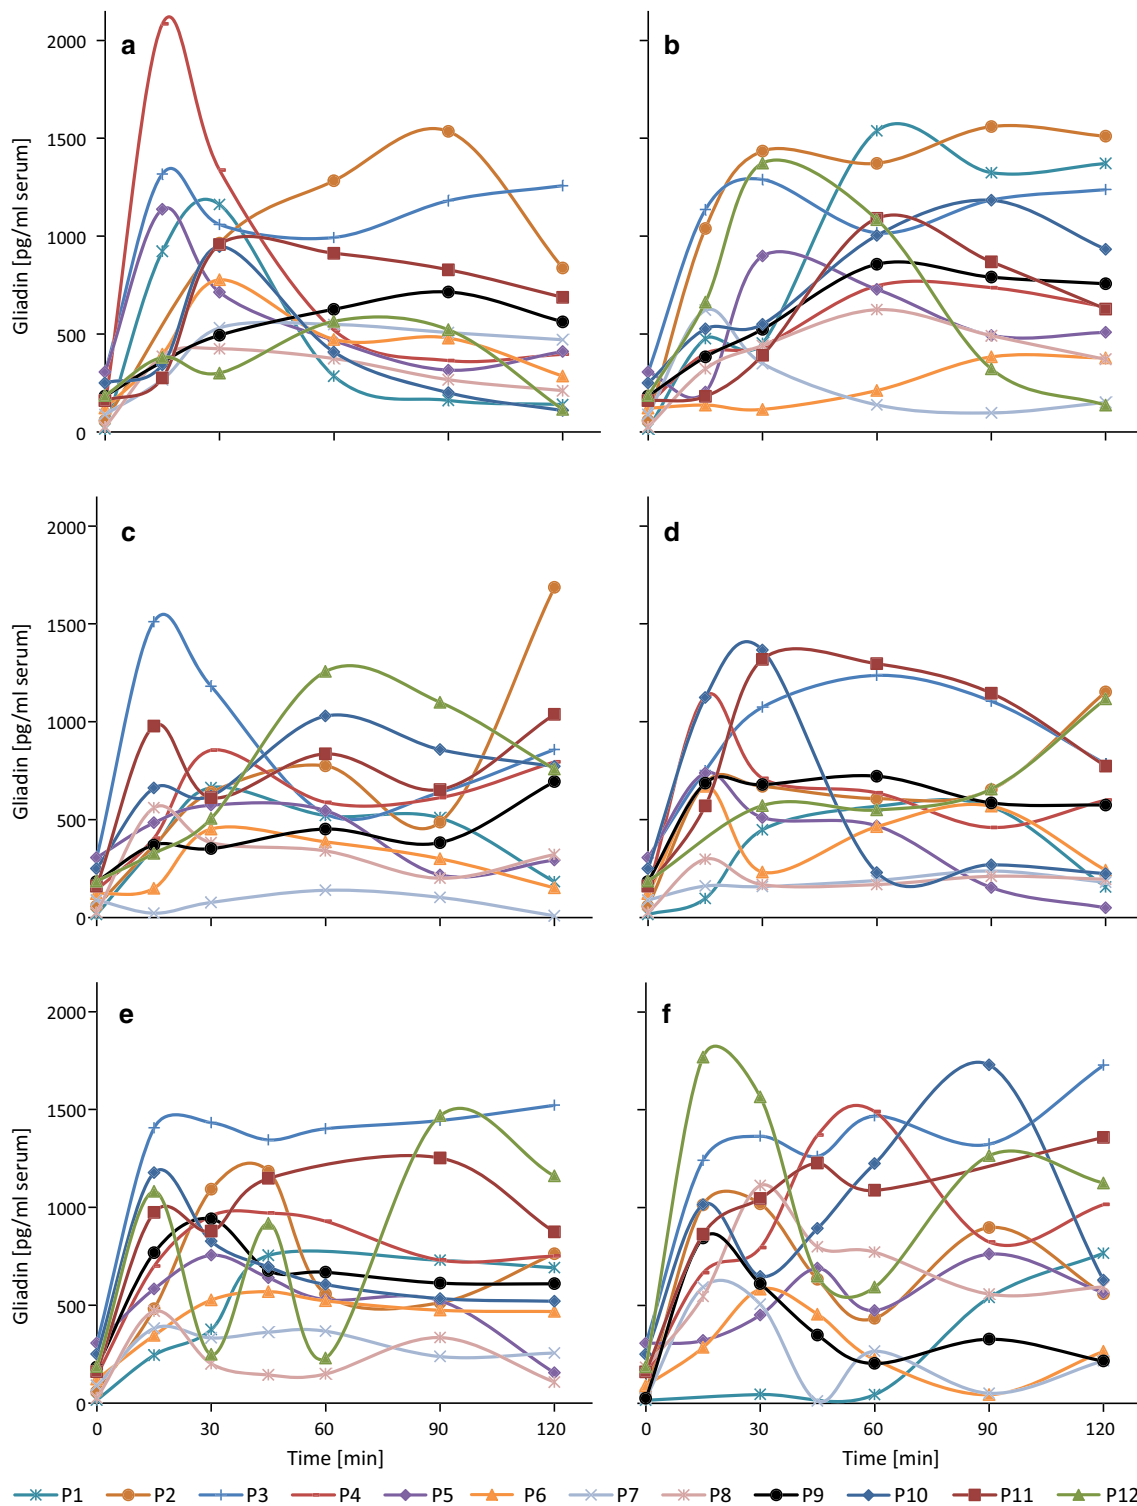 a
b
2000
1500
1000
500
0
Gliadin [pg/ml serum]
c
d
2000
1500
1000
500
0
Gliadin [pg/ml serum]
e
f
2000
1500
1000
500
0
Gliadin [pg/ml serum]
0 30 60 90 120 0 30 60 90 120
Time [min] Time [min]
P1 P2 P3 P4 P5 P6 P7 P8 P9 P10 P11 P12